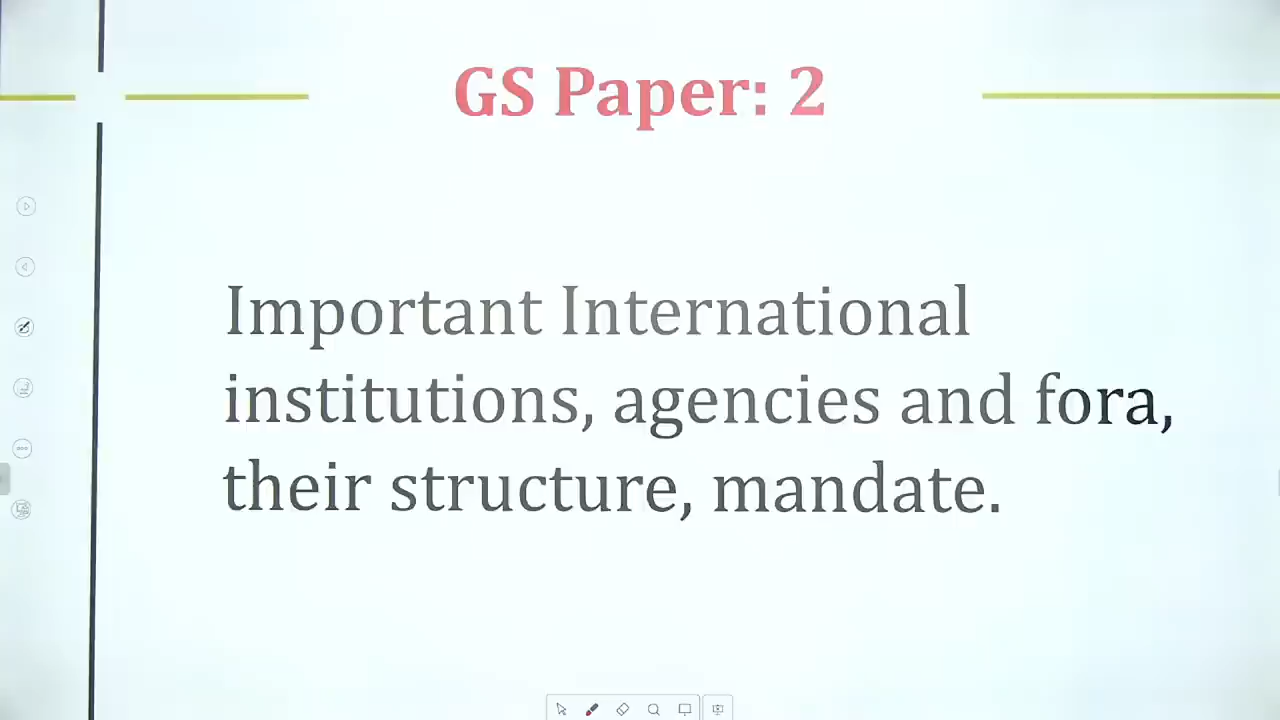 GS Paper: 2
Important International
institutions, agencies and fora,
their structure, mandate.